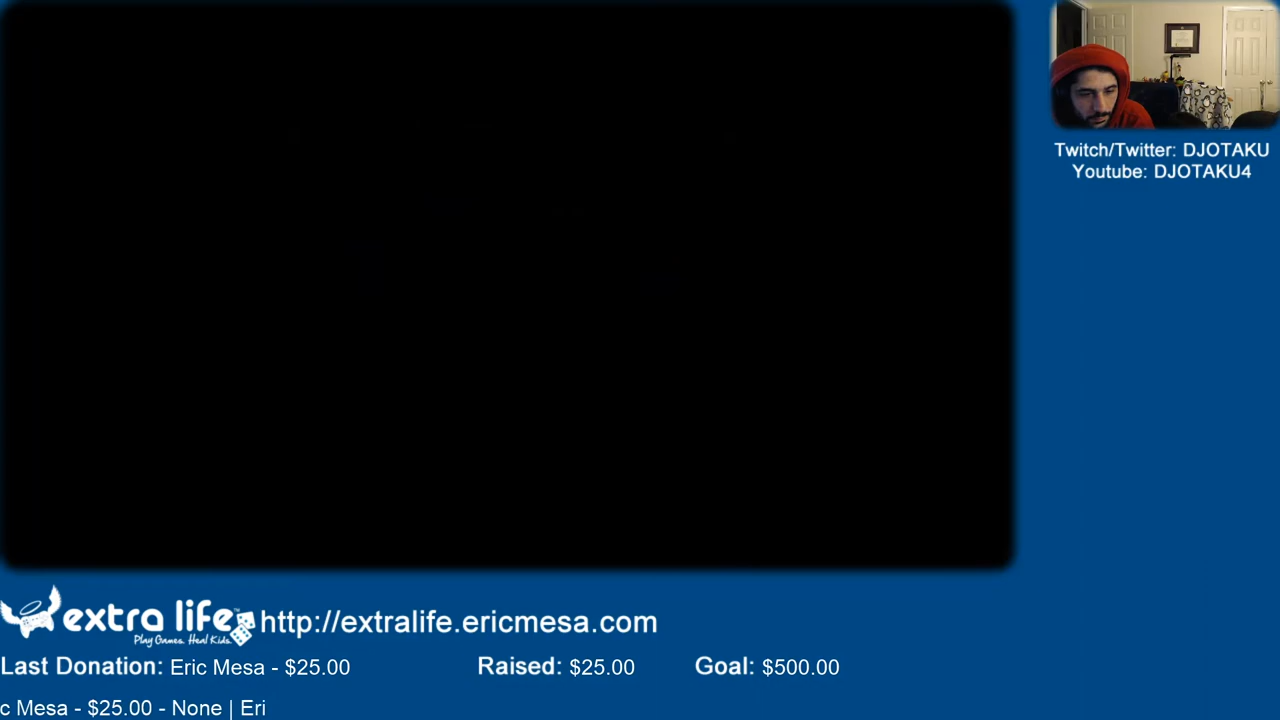 Twitch/Twitter: DJOTAKU
Youtube: DJOTAKU4
extra life
Play Games. Heal Kids.
http://extralife.ericmesa.com
Last Donation: Eric Mesa - $25.00
Raised: $25.00
Goal: $500.00
c Mesa - $25.00 - None | Eri